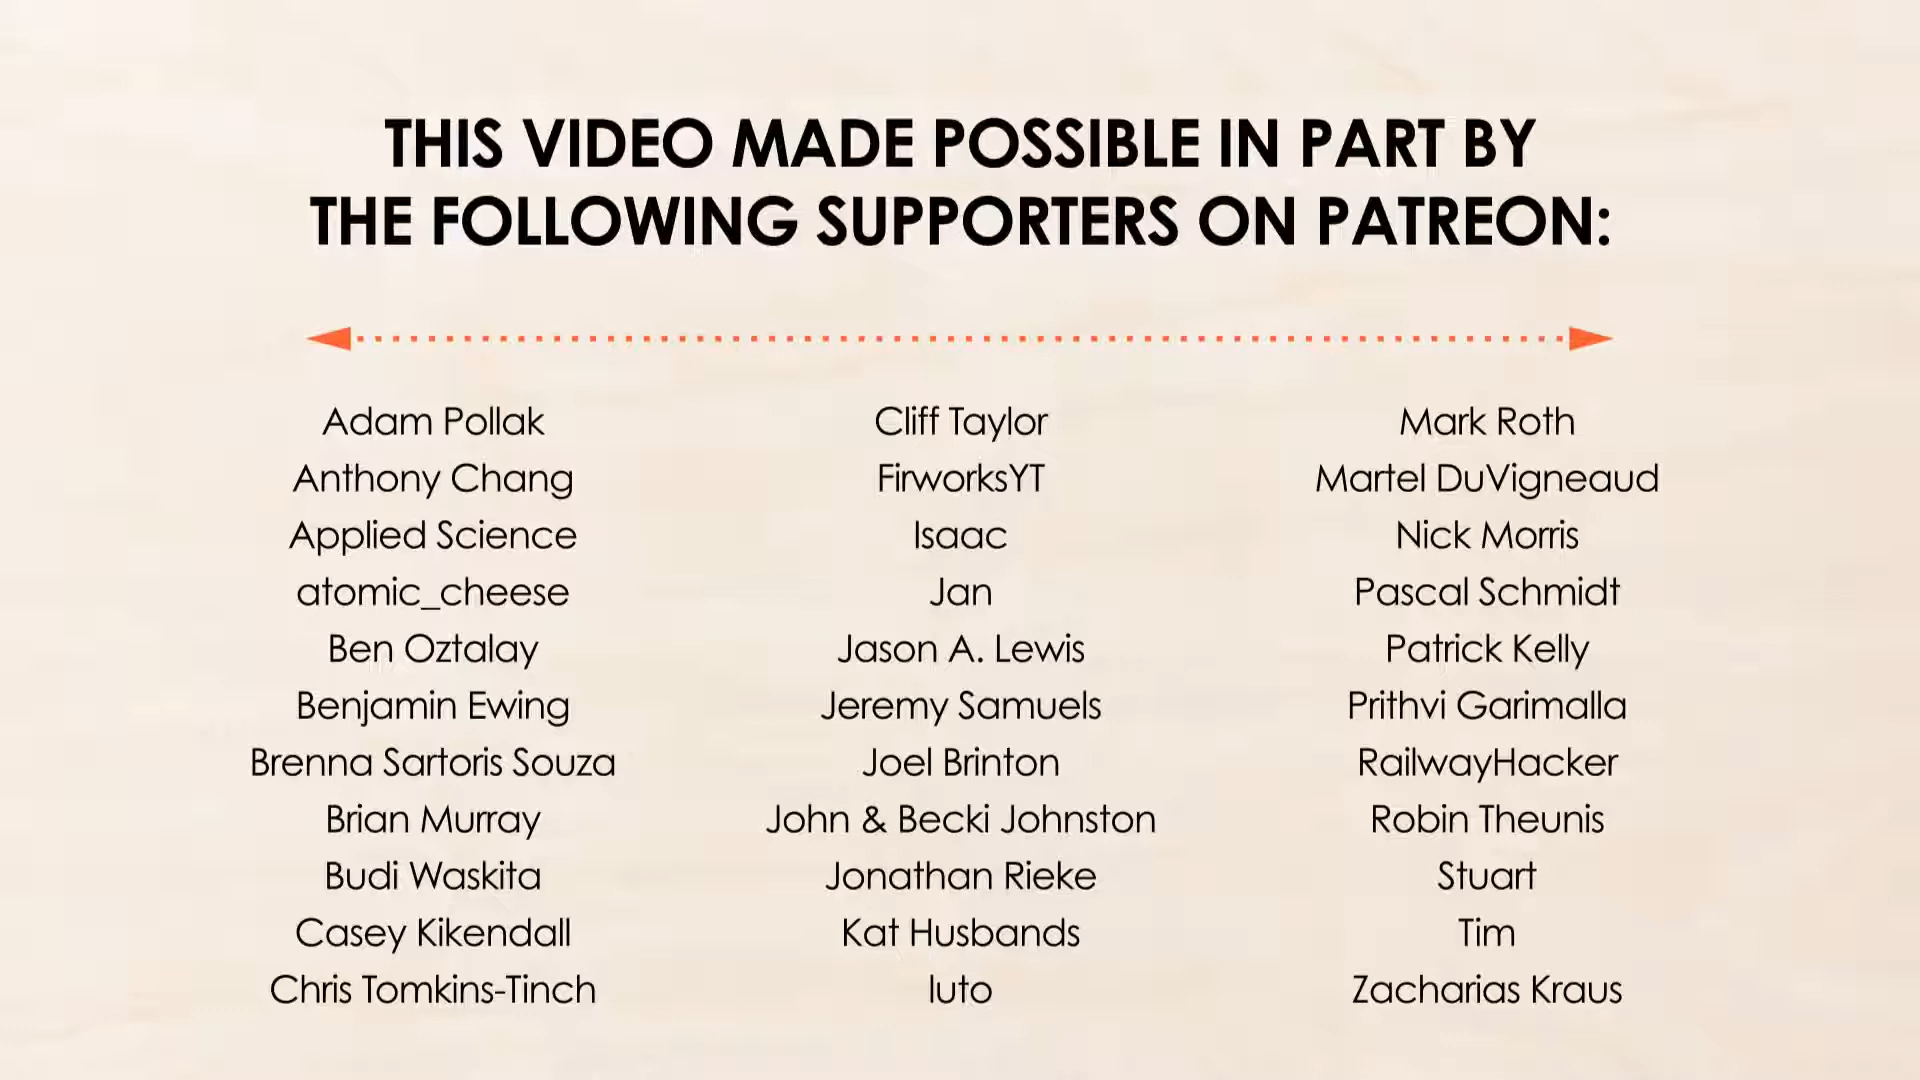 THIS VIDEO MADE POSSIBLE IN PART BY
THE FOLLOWING SUPPORTERS ON PATREON:
Adam Pollak
Anthony Chang
Applied Science
atomic_cheese
Ben Oztalay
Benjamin Ewing
Brenna Sartoris Souza
Brian Murray
Budi Waskita
Casey Kikendall
Chris Tomkins-Tinch
Cliff Taylor
FirworksYT
Isaac
Jan
Jason A. Lewis
Jeremy Samuels
Joel Brinton
John & Becki Johnston
Jonathan Rieke
Kat Husbands
luto
Mark Roth
Martel DuVigneaud
Nick Morris
Pascal Schmidt
Patrick Kelly
Prithvi Garimalla
RailwayHacker
Robin Theunis
Stuart
Tim
Zacharias Kraus